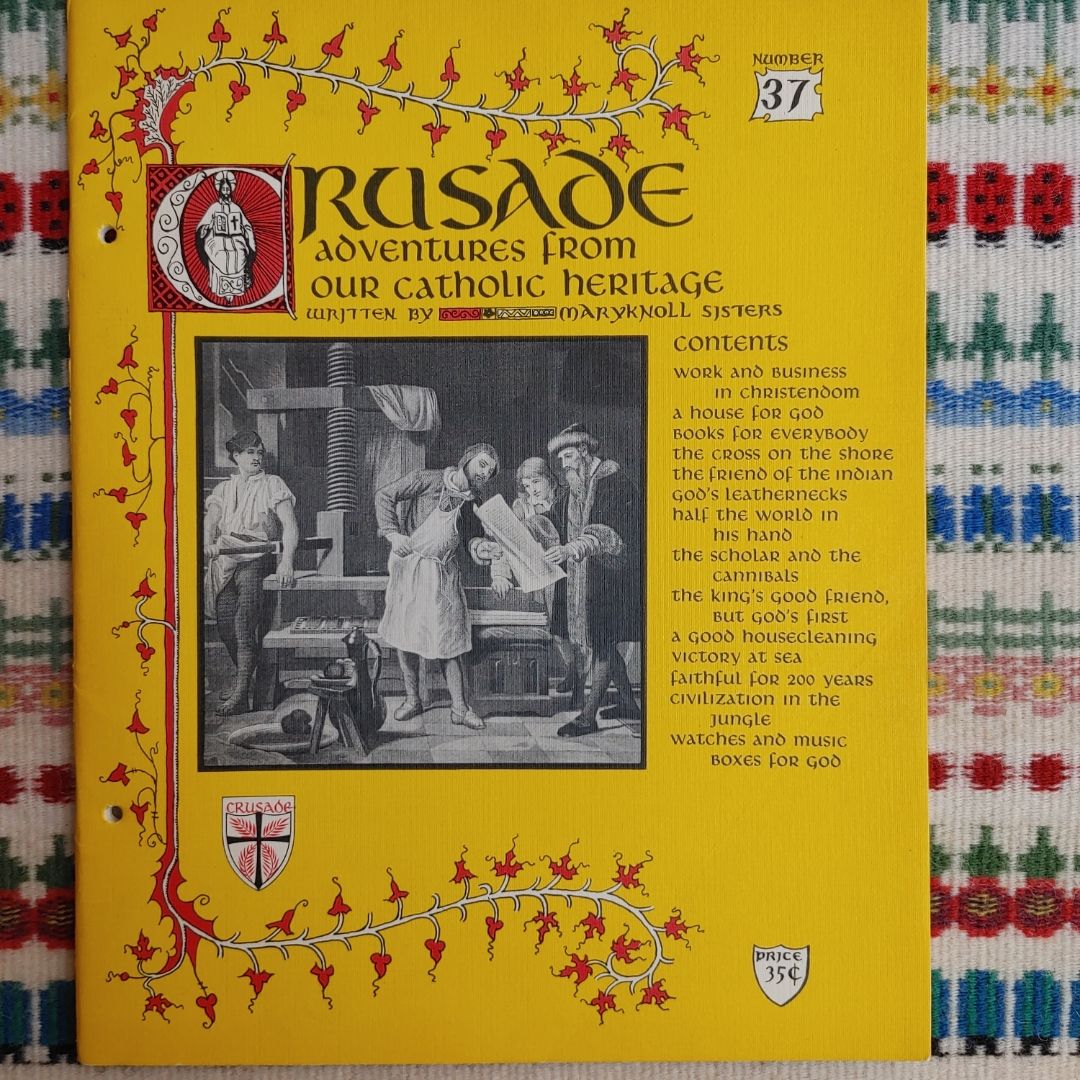 NUMBER
37
CRUSADE
ADVENTURES FROM
OUR CATHOLIC HERITAGE
WRITTEN BY MARYKNOLL SISTERS
CONTENTS
WORK AND BUSINESS
IN CHRISTENDOM
A HOUSE FOR GOD
BOOKS FOR EVERYBODY
THE CROSS ON THE SHORE
THE FRIEND OF THE INDIAN
GOD'S LEATHERNECKS
HALF THE WORLD IN
HIS HAND
THE SCHOLAR AND THE
CANNIBALS
THE KING'S GOOD FRIEND,
BUT GOD'S FIRST
A GOOD HOUSECLEANING
VICTORY AT SEA
FAITHFUL FOR 200 YEARS
CIVILIZATION IN THE
JUNGLE
WATCHES AND MUSIC
BOXES FOR GOD
CRUSADE
PRICE
35¢